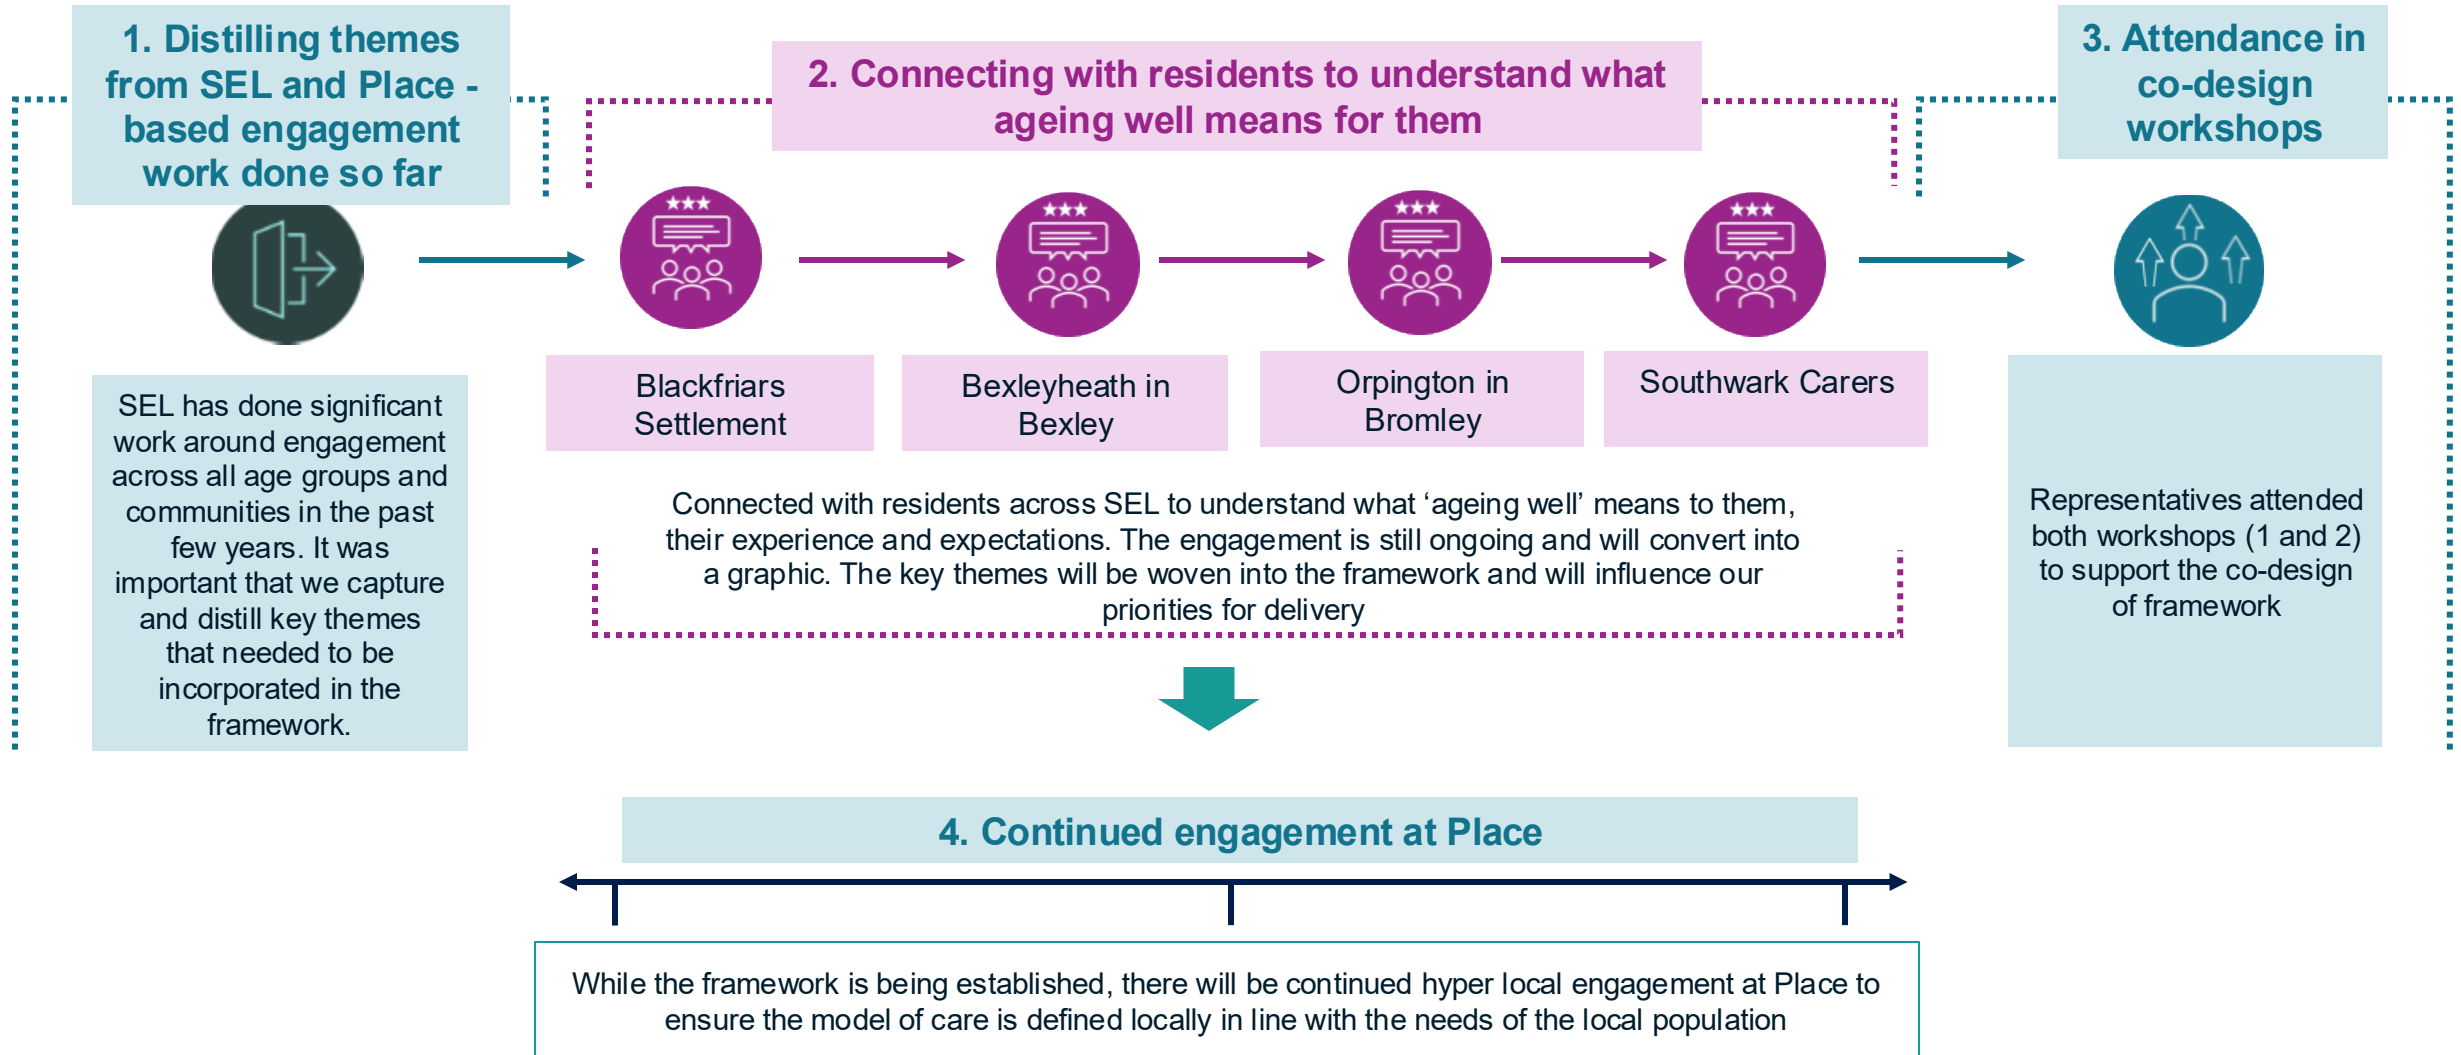 1. Distilling themes
from SEL and Place -
based engagement
work done so far
SEL has done significant
work around engagement
across all age groups and
communities in the past
few years. It was
important that we capture
and distill key themes
that needed to be
incorporated in the
framework.
2. Connecting with residents to understand what
ageing well means for them
Blackfriars
Settlement
Bexleyheath in
Bexley
Orpington in
Bromley
Southwark Carers
Connected with residents across SEL to understand what ‘ageing well’ means to them,
their experience and expectations. The engagement is still ongoing and will convert into
a graphic. The key themes will be woven into the framework and will influence our
priorities for delivery
3. Attendance in
co-design
workshops
Representatives attended
both workshops (1 and 2)
to support the co-design
of framework
4. Continued engagement at Place
While the framework is being established, there will be continued hyper local engagement at Place to
ensure the model of care is defined locally in line with the needs of the local population